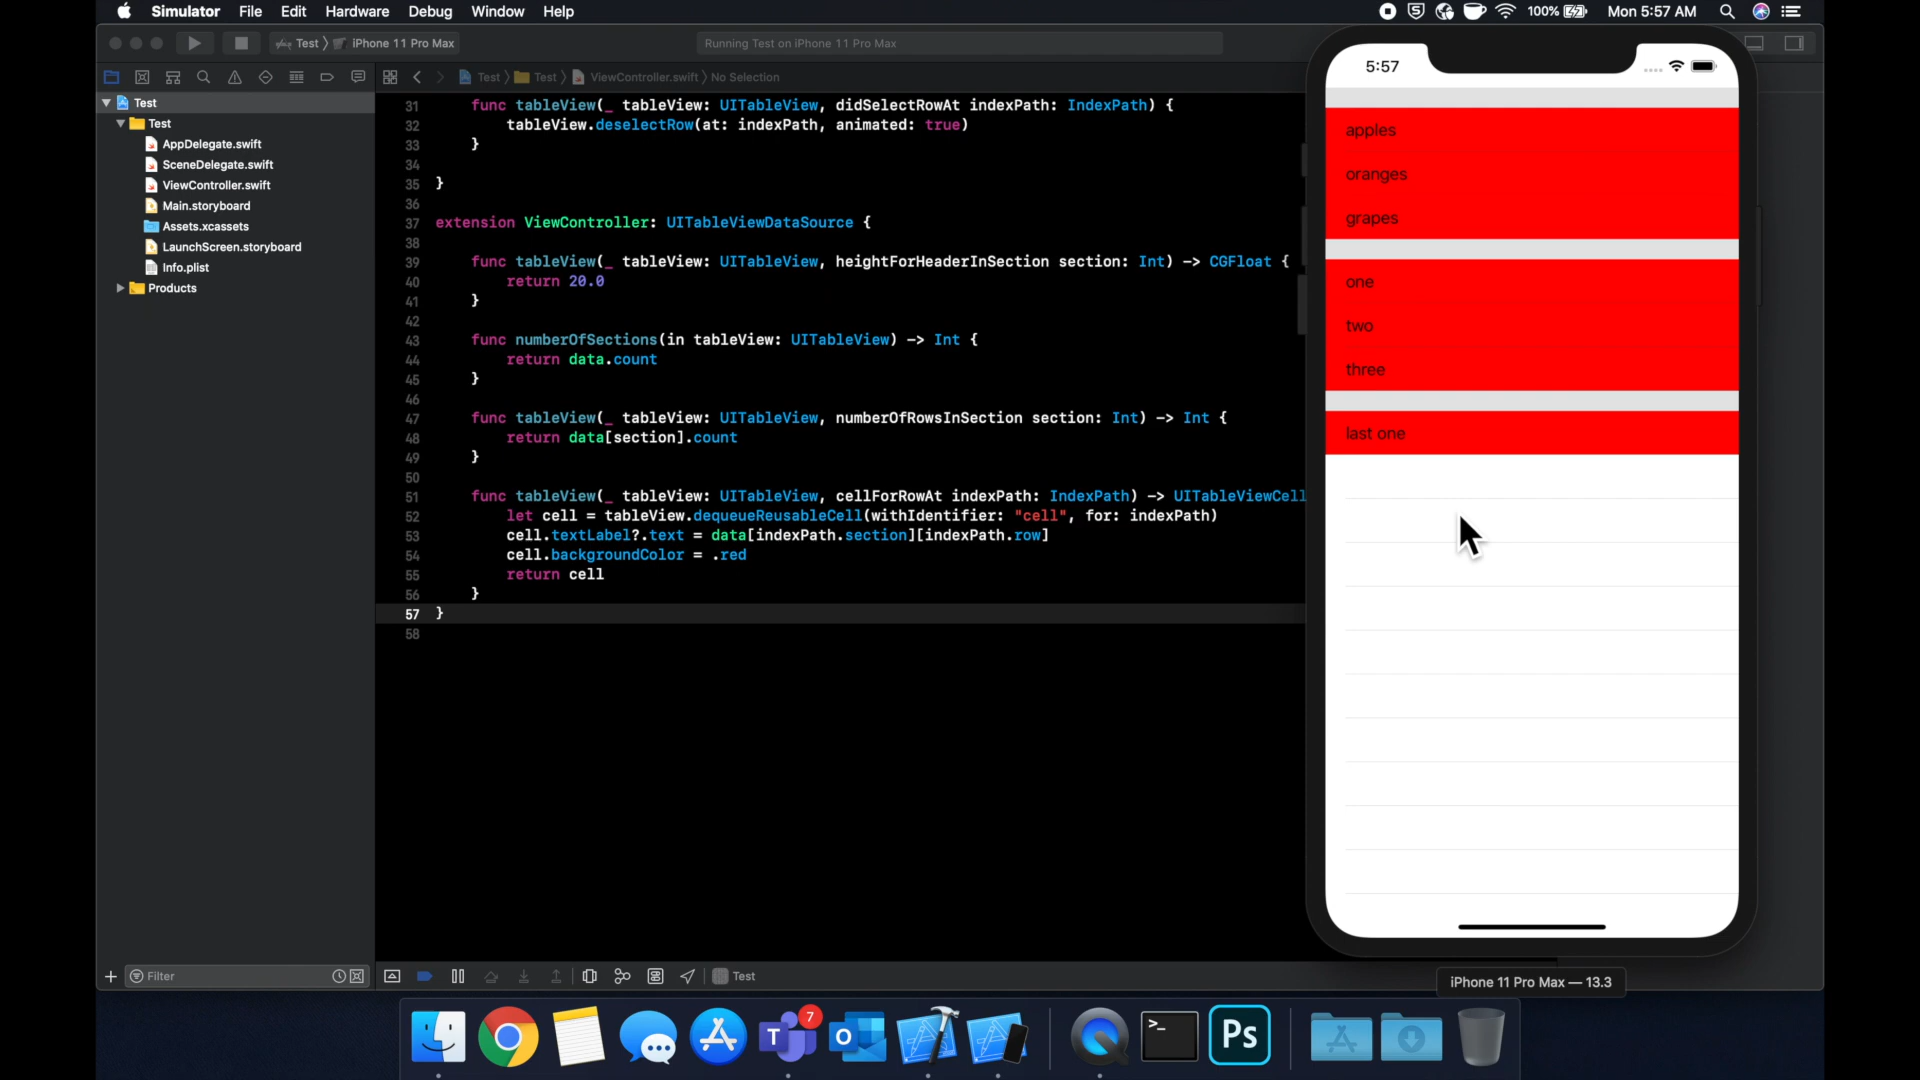 Simulator File Edit Hardware Debug Window Help
S 100% Mon 5:57 AM
Test iPhone 11 Pro Max
Running Test on iPhone 11 Pro Max
Test Test ViewController.swift No Selection
Test
Test
AppDelegate.swift
SceneDelegate.swift
ViewController.swift
Main.storyboard
Assets.xcassets
LaunchScreen.storyboard
Info.plist
Products
31 func tableView(_ tableView: UITableView, didSelectRowAt indexPath: IndexPath) {
32 tableView.deselectRow(at: indexPath, animated: true)
33 }
34
35 }
36
37 extension ViewController: UITableViewDataSource {
38
39 func tableView(_ tableView: UITableView, heightForHeaderInSection section: Int) -> CGFloat {
40 return 20.0
41 }
42
43 func numberOfSections(in tableView: UITableView) -> Int {
44 return data.count
45 }
46
47 func tableView(_ tableView: UITableView, numberOfRowsInSection section: Int) -> Int {
48 return data[section].count
49 }
50
51 func tableView(_ tableView: UITableView, cellForRowAt indexPath: IndexPath) -> UITableViewCell
52 let cell = tableView.dequeueReusableCell(withIdentifier: "cell", for: indexPath)
53 cell.textLabel?.text = data[indexPath.section][indexPath.row]
54 cell.backgroundColor = .red
55 return cell
56 }
57 }
58
5:57
apples
oranges
grapes
one
two
three
last one
iPhone 11 Pro Max — 13.3
Filter
Test
T 7
O
>_
Ps